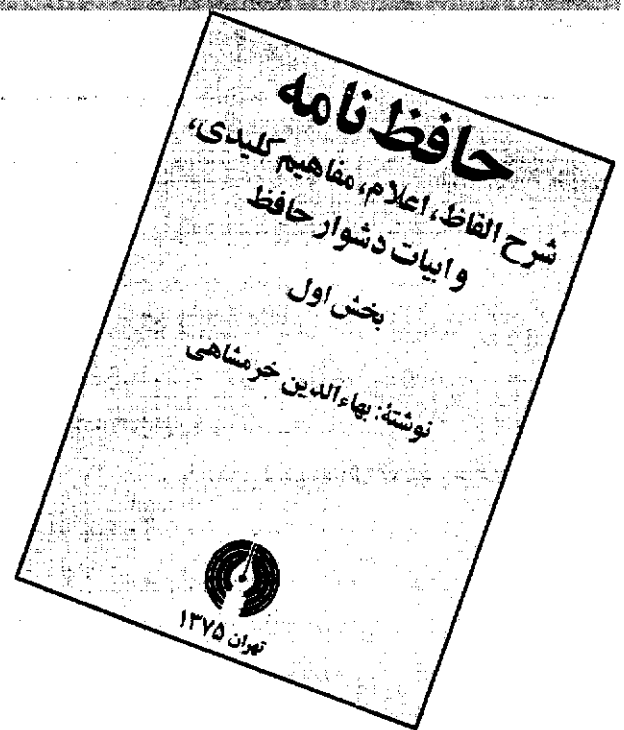 حافظ نامه
شرح الفاظ، اعلام، مفاهیم کلیدی،
و ابیات دشوار حافظ
بخش اول
نوشتهٔ: بهاءالدین خرمشاهی
تهران ۱۳۷۵